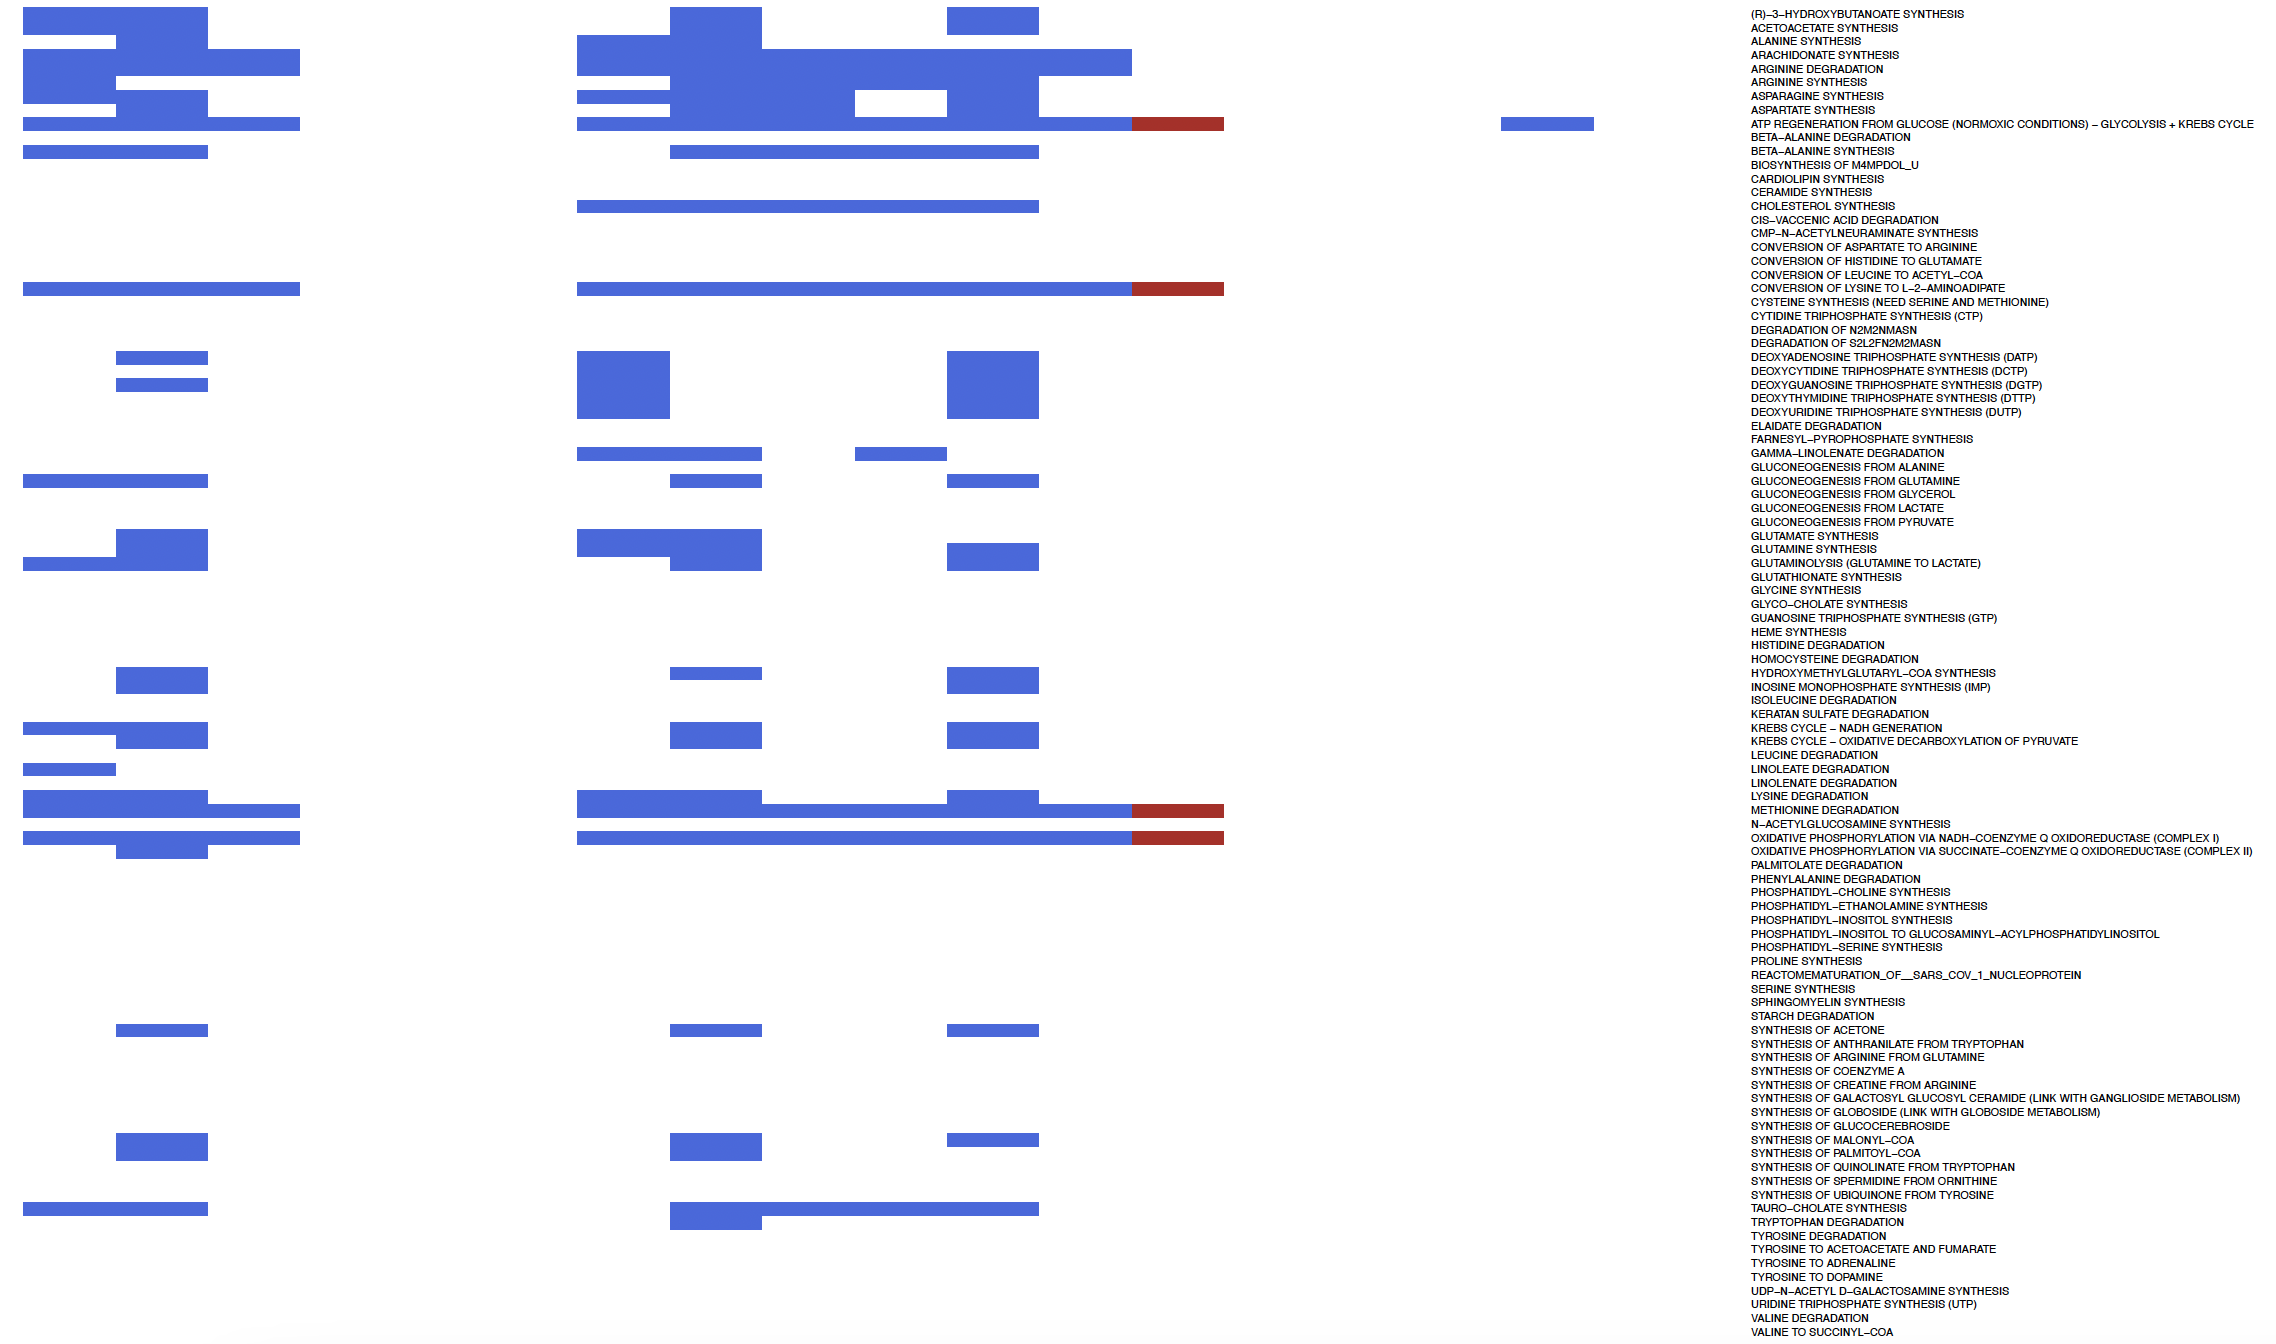 (R)−3−HYDROXYBUTANOATE SYNTHESIS
ACETOACETATE SYNTHESIS
ALANINE SYNTHESIS
ARACHIDONATE SYNTHESIS
ARGININE DEGRADATION
ARGININE SYNTHESIS
ASPARAGINE SYNTHESIS
ASPARTATE SYNTHESIS
ATP REGENERATION FROM GLUCOSE (NORMOXIC CONDITIONS) − GLYCOLYSIS + KREBS CYCLE
BETA−ALANINE DEGRADATION
BETA−ALANINE SYNTHESIS
BIOSYNTHESIS OF M4MPDOL_U
CARDIOLIPIN SYNTHESIS
CERAMIDE SYNTHESIS
CHOLESTEROL SYNTHESIS
CIS−VACCENIC ACID DEGRADATION
CMP−N−ACETYLNEURAMINATE SYNTHESIS
CONVERSION OF ASPARTATE TO ARGININE
CONVERSION OF HISTIDINE TO GLUTAMATE
CONVERSION OF LEUCINE TO ACETYL−COA
CONVERSION OF LYSINE TO L−2−AMINOADIPATE
CYSTEINE SYNTHESIS (NEED SERINE AND METHIONINE)
CYTIDINE TRIPHOSPHATE SYNTHESIS (CTP)
DEGRADATION OF N2M2NMASN
DEGRADATION OF S2L2FN2M2MASN
DEOXYADENOSINE TRIPHOSPHATE SYNTHESIS (DATP)
DEOXYCYTIDINE TRIPHOSPHATE SYNTHESIS (DCTP)
DEOXYGUANOSINE TRIPHOSPHATE SYNTHESIS (DGTP)
DEOXYTHYMIDINE TRIPHOSPHATE SYNTHESIS (DTTP)
DEOXYURIDINE TRIPHOSPHATE SYNTHESIS (DUTP)
ELAIDATE DEGRADATION
FARNESYL−PYROPHOSPHATE SYNTHESIS
GAMMA−LINOLENATE DEGRADATION
GLUCONEOGENESIS FROM ALANINE
GLUCONEOGENESIS FROM GLUTAMINE
GLUCONEOGENESIS FROM GLYCEROL
GLUCONEOGENESIS FROM LACTATE
GLUCONEOGENESIS FROM PYRUVATE
GLUTAMATE SYNTHESIS
GLUTAMINE SYNTHESIS
GLUTAMINOLYSIS (GLUTAMINE TO LACTATE)
GLUTATHIONATE SYNTHESIS
GLYCINE SYNTHESIS
GLYCO−CHOLATE SYNTHESIS
GUANOSINE TRIPHOSPHATE SYNTHESIS (GTP)
HEME SYNTHESIS
HISTIDINE DEGRADATION
HOMOCYSTEINE DEGRADATION
HYDROXYMETHYLGLUTARYL−COA SYNTHESIS
INOSINE MONOPHOSPHATE SYNTHESIS (IMP)
ISOLEUCINE DEGRADATION
KERATAN SULFATE DEGRADATION
KREBS CYCLE − NADH GENERATION
KREBS CYCLE − OXIDATIVE DECARBOXYLATION OF PYRUVATE
LEUCINE DEGRADATION
LINOLEATE DEGRADATION
LINOLENATE DEGRADATION
LYSINE DEGRADATION
METHIONINE DEGRADATION
N−ACETYLGLUCOSAMINE SYNTHESIS
OXIDATIVE PHOSPHORYLATION VIA NADH−COENZYME Q OXIDOREDUCTASE (COMPLEX I)
OXIDATIVE PHOSPHORYLATION VIA SUCCINATE−COENZYME Q OXIDOREDUCTASE (COMPLEX II)
PALMITOLATE DEGRADATION
PHENYLALANINE DEGRADATION
PHOSPHATIDYL−CHOLINE SYNTHESIS
PHOSPHATIDYL−ETHANOLAMINE SYNTHESIS
PHOSPHATIDYL−INOSITOL SYNTHESIS
PHOSPHATIDYL−INOSITOL TO GLUCOSAMINYL−ACYLPHOSPHATIDYLINOSITOL
PHOSPHATIDYL−SERINE SYNTHESIS
PROLINE SYNTHESIS
REACTOMEMATURATION_OF__SARS_COV_1_NUCLEOPROTEIN
SERINE SYNTHESIS
SPHINGOMYELIN SYNTHESIS
STARCH DEGRADATION
SYNTHESIS OF ACETONE
SYNTHESIS OF ANTHRANILATE FROM TRYPTOPHAN
SYNTHESIS OF ARGININE FROM GLUTAMINE
SYNTHESIS OF COENZYME A
SYNTHESIS OF CREATINE FROM ARGININE
SYNTHESIS OF GALACTOSYL GLUCOSYL CERAMIDE (LINK WITH GANGLIOSIDE METABOLISM)
SYNTHESIS OF GLOBOSIDE (LINK WITH GLOBOSIDE METABOLISM)
SYNTHESIS OF GLUCOCEREBROSIDE
SYNTHESIS OF MALONYL−COA
SYNTHESIS OF PALMITOYL−COA
SYNTHESIS OF QUINOLINATE FROM TRYPTOPHAN
SYNTHESIS OF SPERMIDINE FROM ORNITHINE
SYNTHESIS OF UBIQUINONE FROM TYROSINE
TAURO−CHOLATE SYNTHESIS
TRYPTOPHAN DEGRADATION
TYROSINE DEGRADATION
TYROSINE TO ACETOACETATE AND FUMARATE
TYROSINE TO ADRENALINE
TYROSINE TO DOPAMINE
UDP−N−ACETYL D−GALACTOSAMINE SYNTHESIS
URIDINE TRIPHOSPHATE SYNTHESIS (UTP)
VALINE DEGRADATION
VALINE TO SUCCINYL−COA